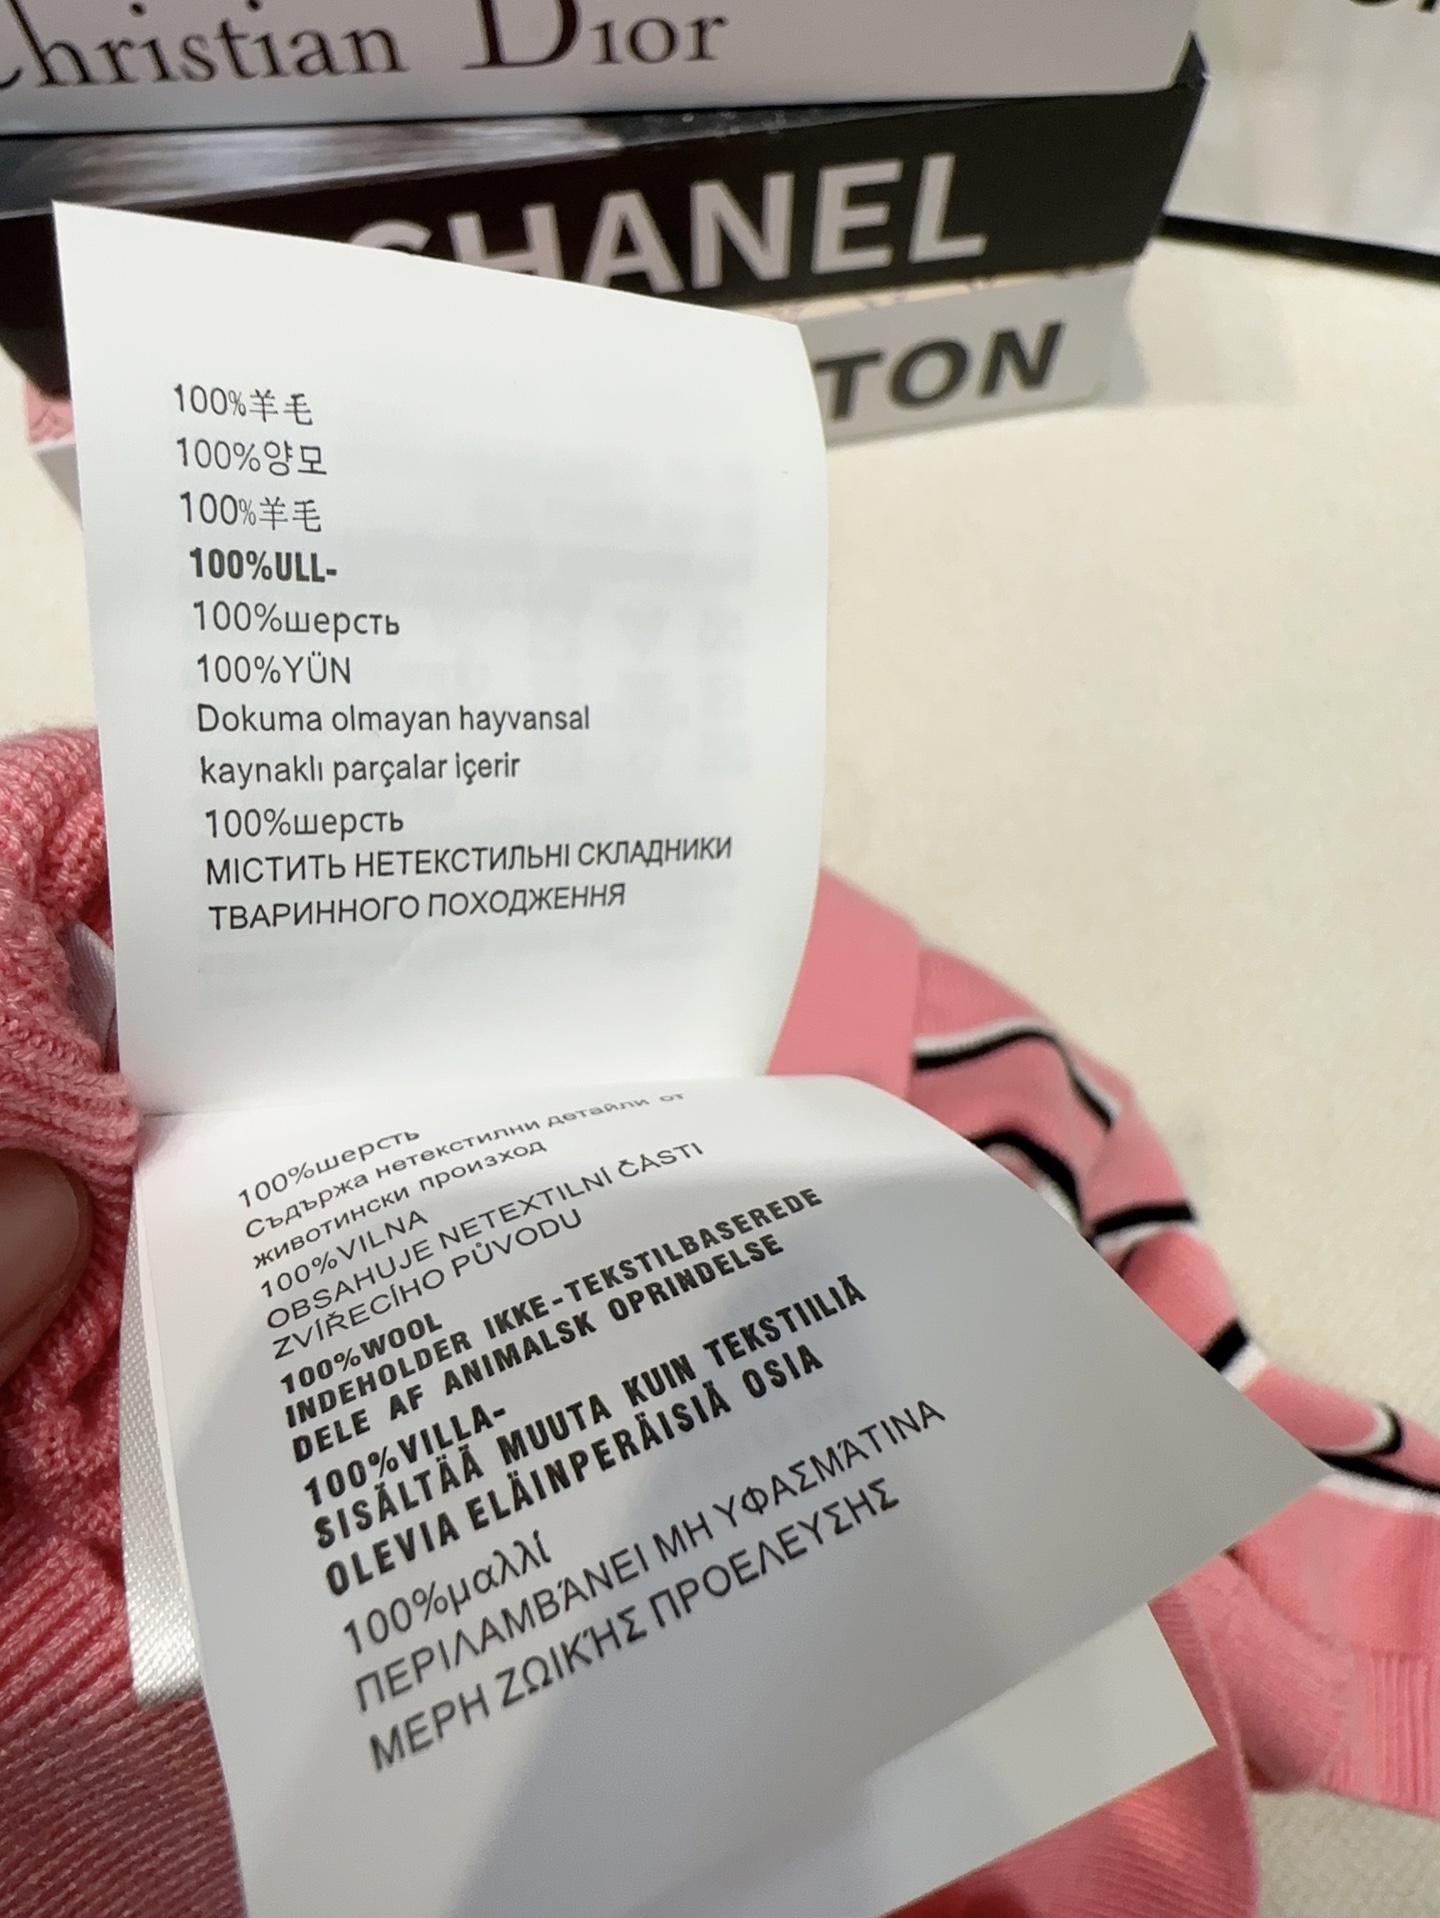 Christian Dior
CHANEL
TON
100%羊毛
100%양모
100%羊毛
100%ULL-
100%шерсть
100%YÜN
Dokuma olmayan hayvansal
kaynaklı parçalar içerir
100%шерсть
МІСТИТЬ НЕТЕКСТИЛЬНІ СКЛАДНИКИ
ТВАРИННОГО ПОХОДЖЕННЯ
100%шерсть
Съдържа нетекстилни детайли от
животински произход
100%VILNA
OBSAHUJE NETEXTILNÍ ČÁSTI
ZVÍŘECÍHO PŮVODU
100%WOOL
INDEHOLDER IKKE-TEKSTILBASEREDE
DELE AF ANIMALSK OPRINDELSE
100%VILLA-
SISÄLTÄÄ MUUTA KUIN TEKSTIILIÄ
OLEVIA ELÄINPERÄISIÄ OSIA
100%μαλλί
ΠΕΡΙΛΑΜΒΆΝΕΙ ΜΗ ΥΦΑΣΜΆΤΙΝΑ
ΜΕΡΗ ΖΩΙΚΉΣ ΠΡΟΕΛΕΥΣΗΣ